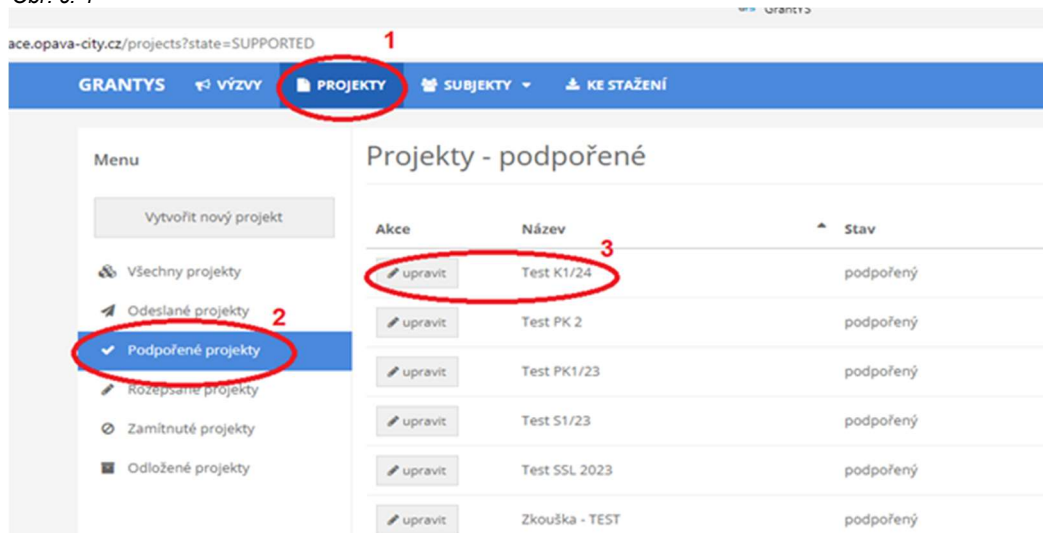 Obr. č. 1
GrantYS
ace.opava-city.cz/projects?state=SUPPORTED
1
GRANTYS VÝZVY PROJEKTY SUBJEKTY KE STAŽENÍ
Menu
Projekty - podpořené
Vytvořit nový projekt
Akce Název Stav
3
Všechny projekty
upravit Test K1/24 podpořený
Odeslané projekty
2
upravit Test PK 2 podpořený
Podpořené projekty
upravit Test PK1/23 podpořený
Rozepsané projekty
Zamítnuté projekty
upravit Test S1/23 podpořený
Odložené projekty
upravit Test SSL 2023 podpořený
upravit Zkouška - TEST podpořený